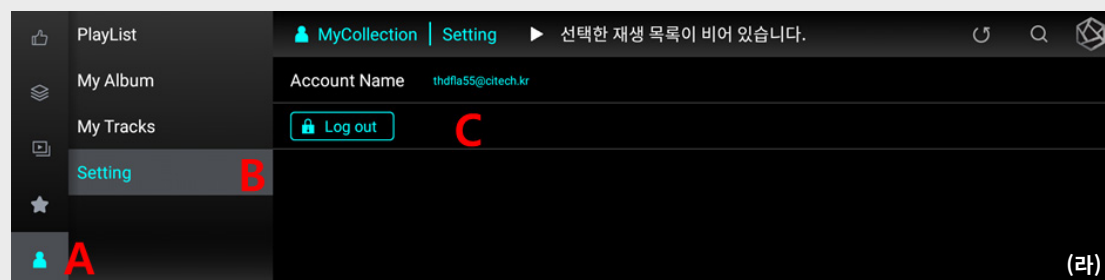 PlayList
My Album
My Tracks
Setting
MyCollection | Setting ▶ 선택한 재생 목록이 비어 있습니다.
Account Name thdfla55@citech.kr
Log out
A
B
C
(라)